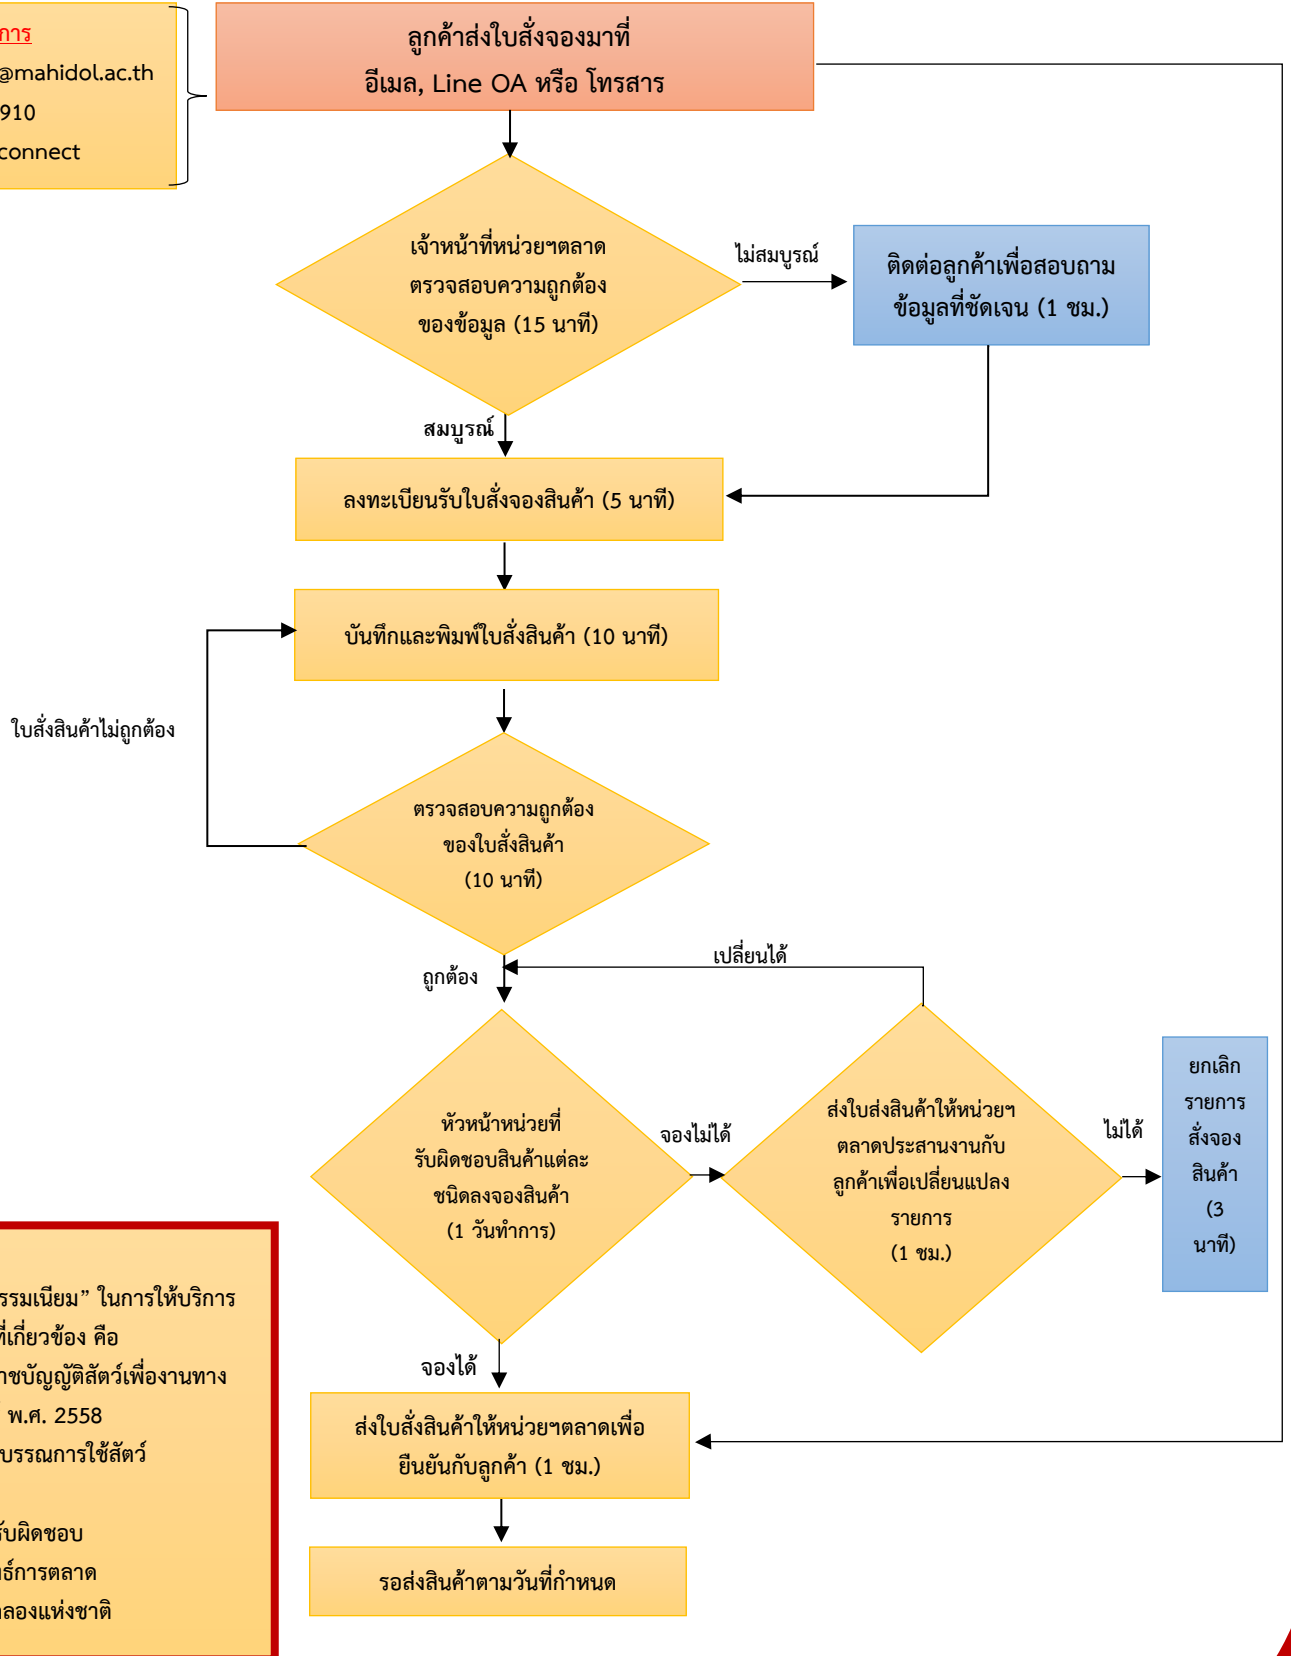 การ
@mahidol.ac.th
910
connect
ลูกค้าส่งใบสั่งจองมาที่
อีเมล, Line OA หรือ โทรสาร
เจ้าหน้าที่หน่วยฯตลาด
ตรวจสอบความถูกต้อง
ของข้อมูล (15 นาที)
ไม่สมบูรณ์
ติดต่อลูกค้าเพื่อสอบถาม
ข้อมูลที่ชัดเจน (1 ชม.)
สมบูรณ์
ลงทะเบียนรับใบสั่งจองสินค้า (5 นาที)
บันทึกและพิมพ์ใบสั่งสินค้า (10 นาที)
ใบสั่งสินค้าไม่ถูกต้อง
ตรวจสอบความถูกต้อง
ของใบสั่งสินค้า
(10 นาที)
เปลี่ยนได้
ถูกต้อง
หัวหน้าหน่วยที่
รับผิดชอบสินค้าแต่ละ
ชนิดลงจองสินค้า
(1 วันทำการ)
จองไม่ได้
ส่งใบส่งสินค้าให้หน่วยฯ
ตลาดประสานงานกับ
ลูกค้าเพื่อเปลี่ยนแปลง
รายการ
(1 ชม.)
ไม่ได้
ยกเลิก
รายการ
สั่งจอง
สินค้า
(3
นาที)
จองได้
ส่งใบสั่งสินค้าให้หน่วยฯตลาดเพื่อ
ยืนยันกับลูกค้า (1 ชม.)
รอส่งสินค้าตามวันที่กำหนด
รรมเนียม” ในการให้บริการ
ที่เกี่ยวข้อง คือ
าชบัญญัติสัตว์เพื่องานทาง
พ.ศ. 2558
บรรณการใช้สัตว์
รับผิดชอบ
ธ์การตลาด
ลองแห่งชาติ